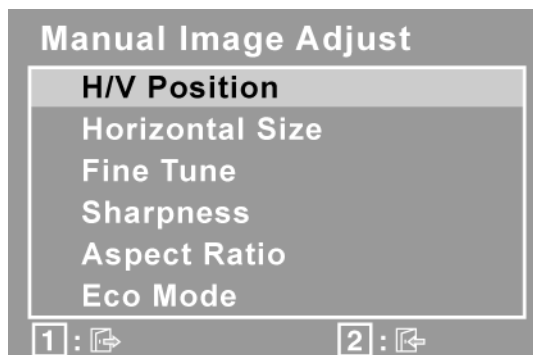 Manual Image Adjust
H/V Position
Horizontal Size
Fine Tune
Sharpness
Aspect Ratio
Eco Mode
1 : 2 :